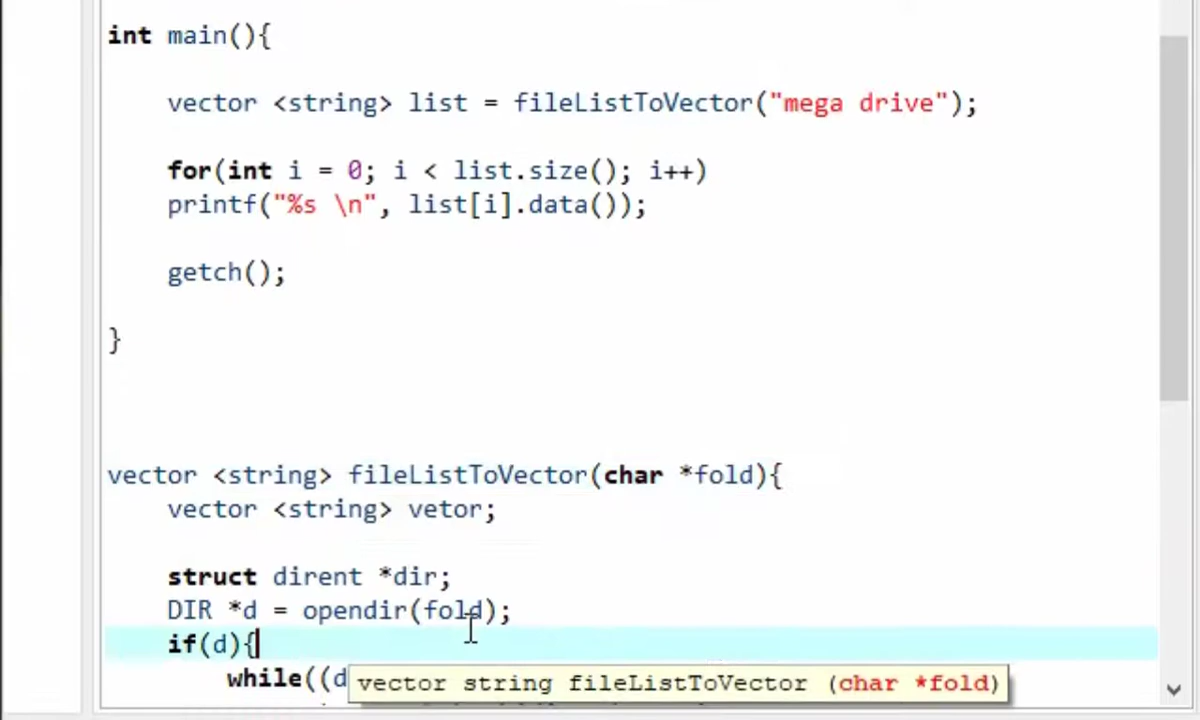 int main(){
vector <string> list = fileListToVector("mega drive");
for(int i = 0; i < list.size(); i++)
printf("%s \n", list[i].data());
getch();
}
vector <string> fileListToVector(char *fold){
vector <string> vetor;
struct dirent *dir;
DIR *d = opendir(fold);
if(d){
while((d
vector string fileListToVector (char *fold)